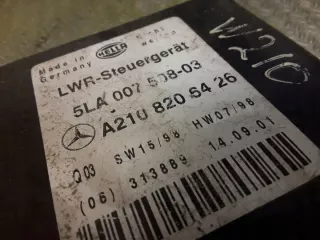 Made in
Germany
HELLA
LWR-Steuergerät
5LA 007 508-03
A210 820 64 26
Q03 SW15/98 HW07/98
(06) 313889 14.09.01
W210